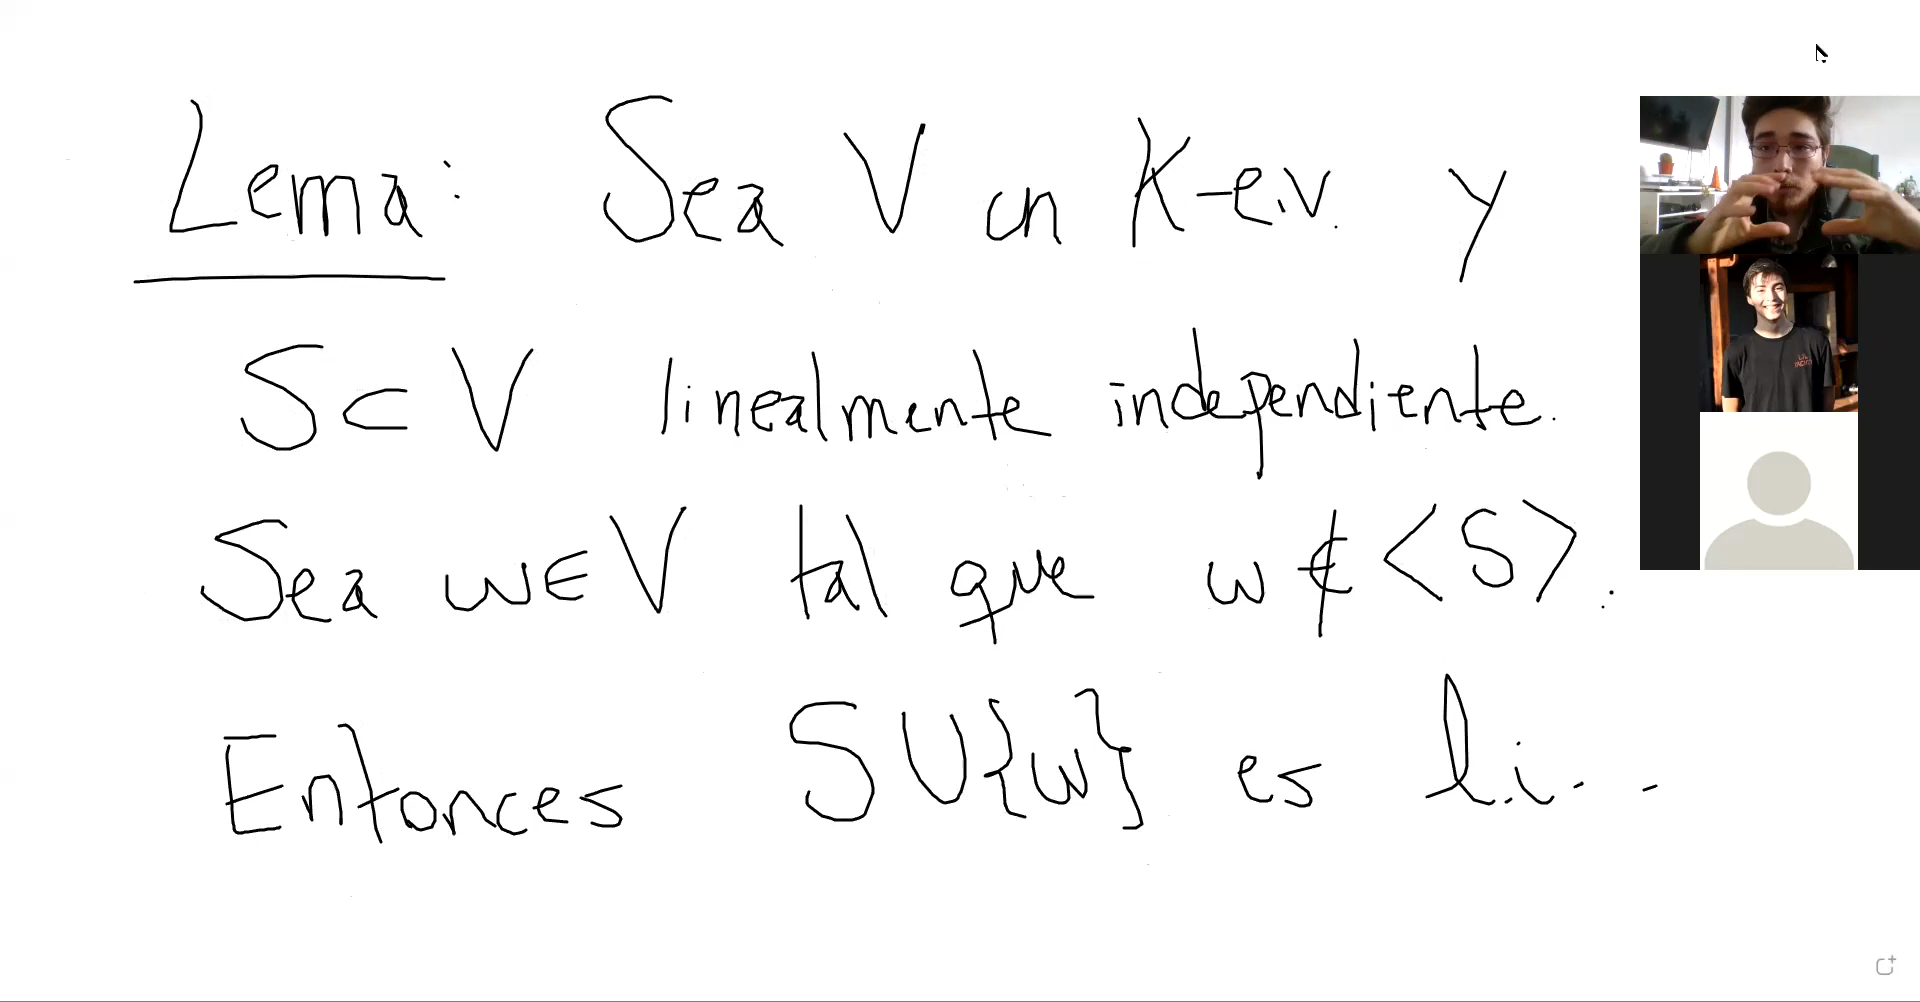 Lema: Sea V un K-e.v. y
S⊂V linealmente independiente.
Sea w∈V tal que w∉<S>.
Entonces S∪{w} es l.i..